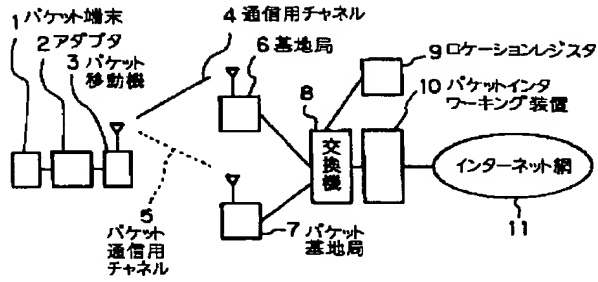 1 パケット端末
2 アダプタ
3 パケット
移動機
4 通信用チャネル
6 基地局
9 ロケーションレジスタ
10 パケットインタ
ワーキング装置
8
交換機
インターネット網
11
5
パケット
通信用
チャネル
7 パケット
基地局